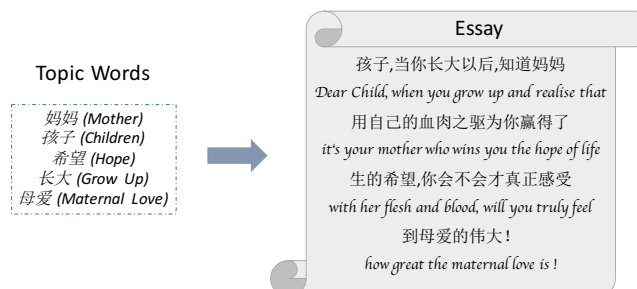 Topic Words
妈妈 (Mother)
孩子 (Children)
希望 (Hope)
长大 (Grow Up)
母爱 (Maternal Love)
Essay
孩子,当你长大以后,知道妈妈
Dear Child, when you grow up and realise that
用自己的血肉之驱为你赢得了
it's your mother who wins you the hope of life
生的希望,你会不会才真正感受
with her flesh and blood, will you truly feel
到母爱的伟大!
how great the maternal love is !